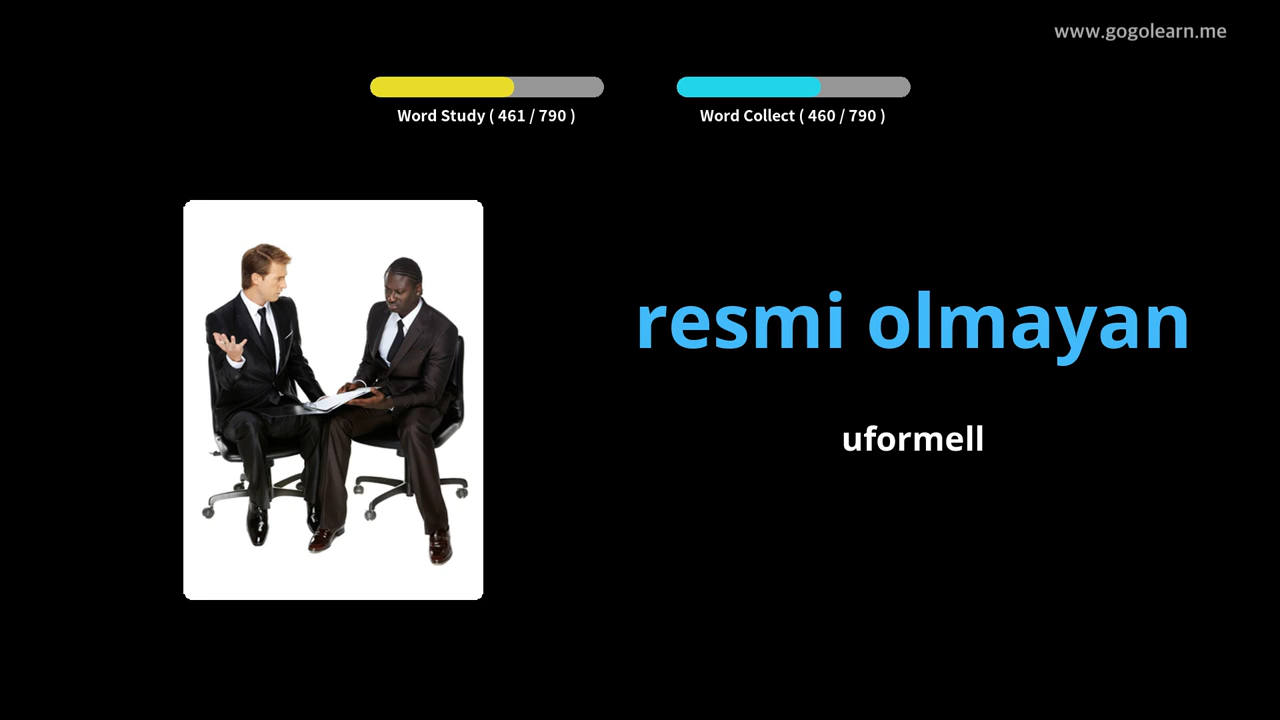 www.gogolearn.me
Word Study ( 461 / 790 )
Word Collect ( 460 / 790 )
resmi olmayan
uformell